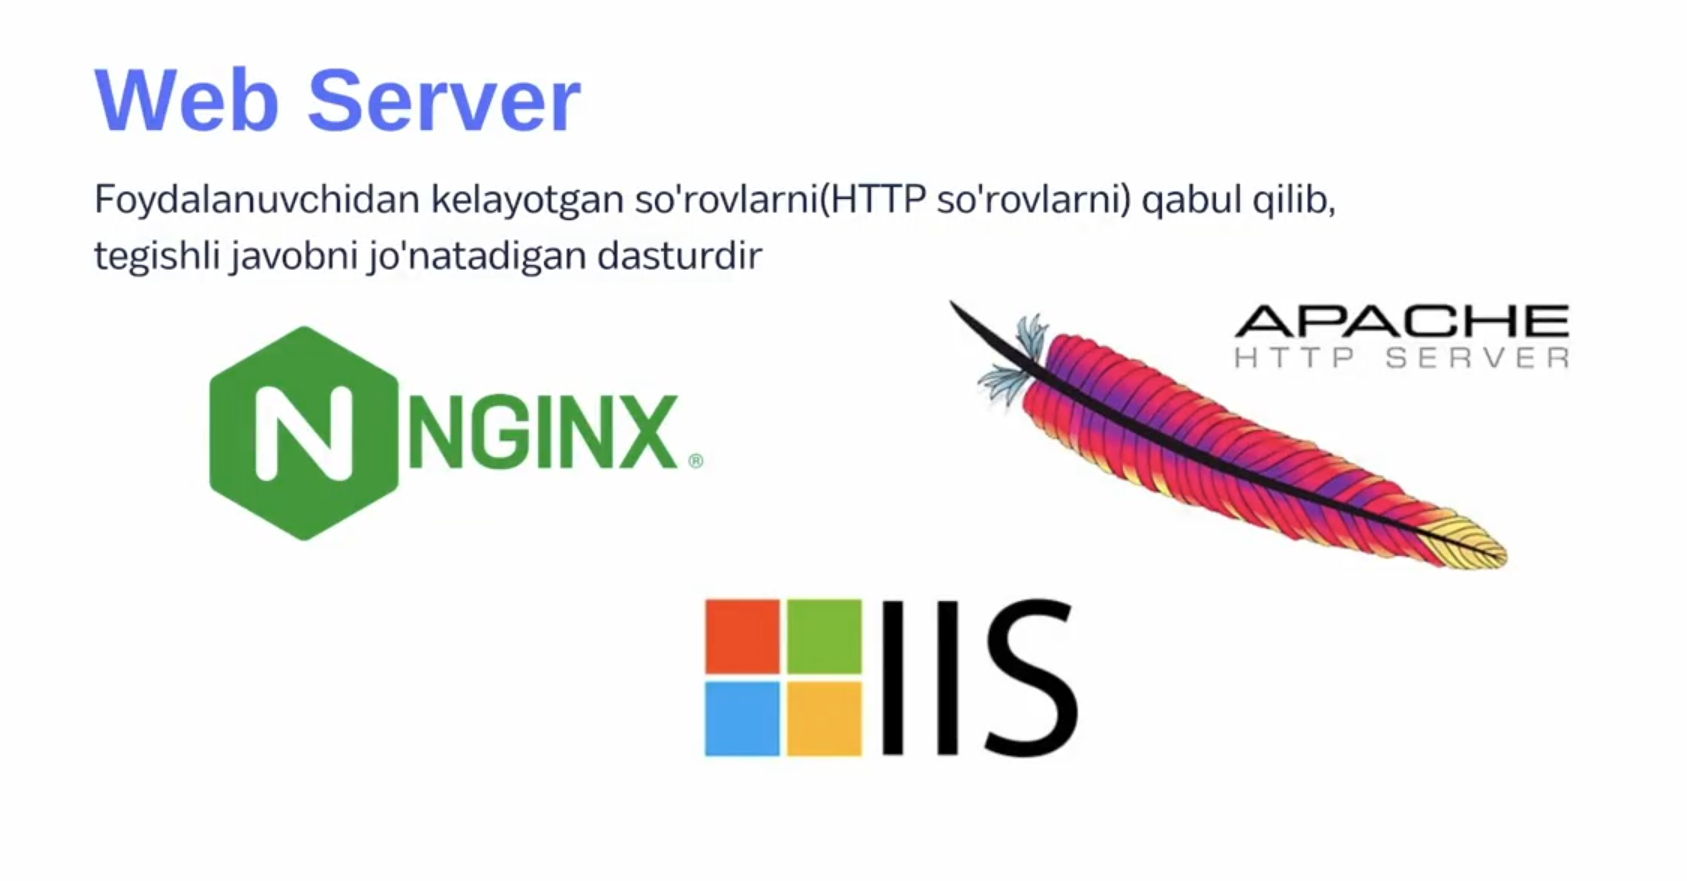 Web Server
Foydalanuvchidan kelayotgan so'rovlarni(HTTP so'rovlarni) qabul qilib,
tegishli javobni jo'natadigan dasturdir
APACHE
HTTP SERVER
N NGINX®
IIS